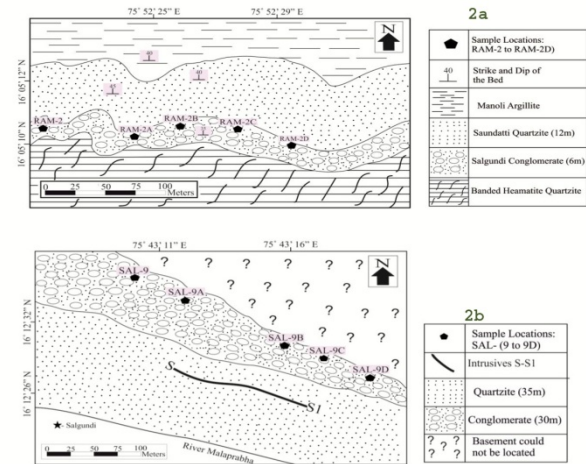 75° 52' 25" E
75° 52' 29" E
N
16° 05' 12" N
16° 05' 09" N
40
40
RAM-2
RAM-2A
RAM-2B
RAM-2C
RAM-2D
0 25 50 75 100
Meters
2a
Sample Locations:
RAM-2 to RAM-2D)
40
Strike and Dip of
the Bed
Manoli Argillite
Saundatti Quartzite (12m)
Salgundi Conglomerate (6m)
Banded Heamatite Quartzite
75° 43' 11" E
75° 43' 16" E
N
16° 12' 32" N
16° 12' 26" N
SAL-9
SAL-9A
SAL-9B
SAL-9C
SAL-9D
? ? ? ? ? ? ? ? ? ? ? ? ? ? ? ? ? ?
S
S1
Salgundi
River Malaprabha
0 25 50 75 100
Meters
2b
Sample Locations:
SAL- (9 to 9D)
Intrusives S-S1
Quartzite (35m)
Conglomerate (30m)
? ? ? ? ? ?
Basement could
not be located